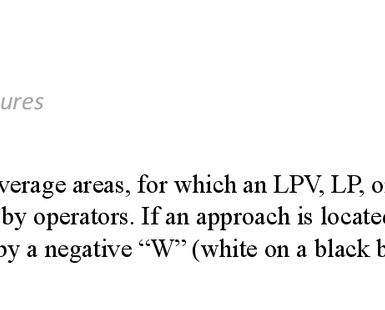 ures
verage areas, for which an LPV, LP, o
by operators. If an approach is locate
by a negative “W” (white on a black b